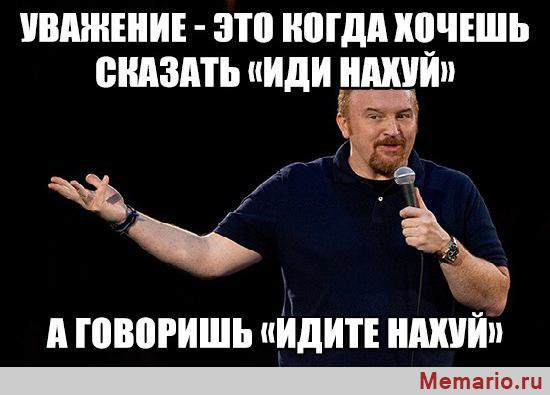 УВАЖЕНИЕ - ЭТО КОГДА ХОЧЕШЬ
СКАЗАТЬ «ИДИ НАХУЙ»
А ГОВОРИШЬ «ИДИТЕ НАХУЙ»
Memario.ru